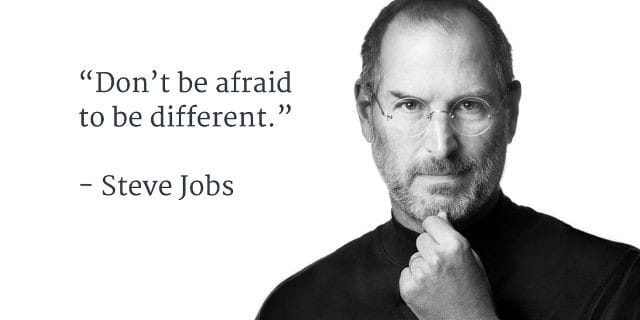 “Don’t be afraid
to be different.”
- Steve Jobs